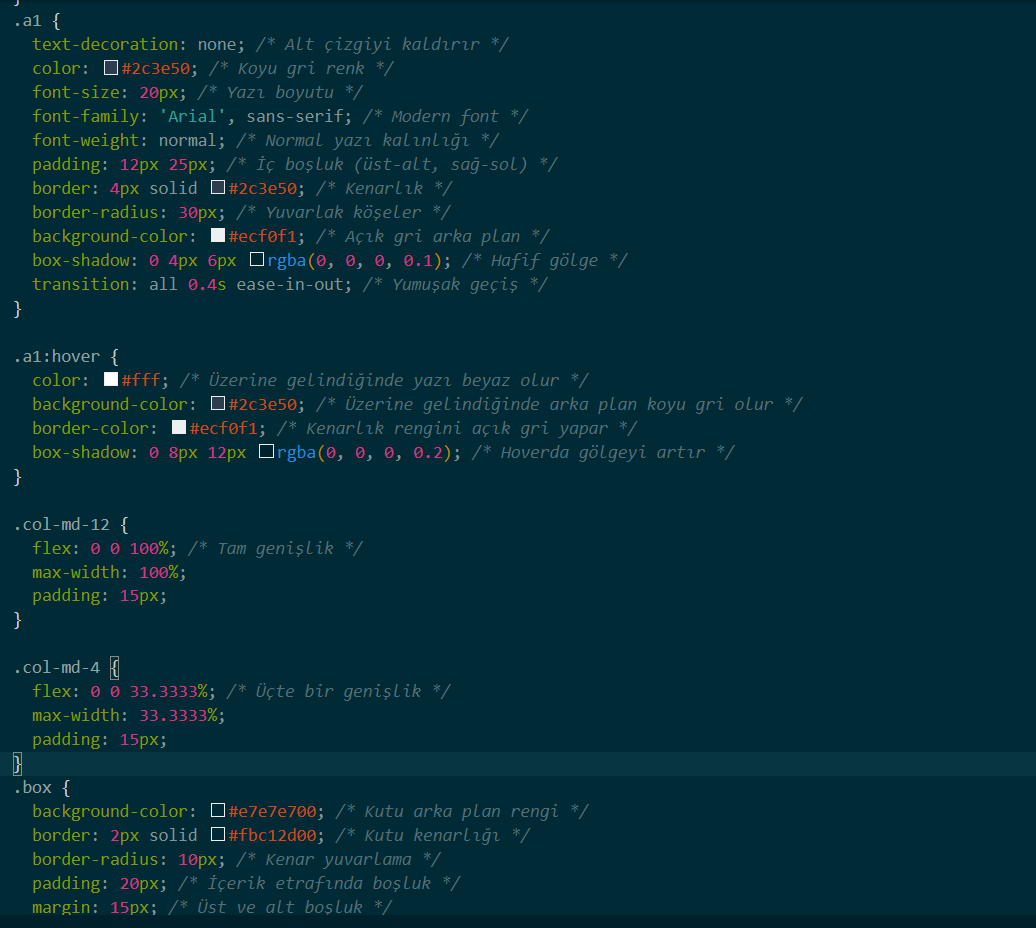 }
.a1 {
  text-decoration: none; /* Alt çizgiyi kaldırır */
  color: #2c3e50; /* Koyu gri renk */
  font-size: 20px; /* Yazı boyutu */
  font-family: 'Arial', sans-serif; /* Modern font */
  font-weight: normal; /* Normal yazı kalınlığı */
  padding: 12px 25px; /* İç boşluk (üst-alt, sağ-sol) */
  border: 4px solid #2c3e50; /* Kenarlık */
  border-radius: 30px; /* Yuvarlak köşeler */
  background-color: #ecf0f1; /* Açık gri arka plan */
  box-shadow: 0 4px 6px rgba(0, 0, 0, 0.1); /* Hafif gölge */
  transition: all 0.4s ease-in-out; /* Yumuşak geçiş */
}

.a1:hover {
  color: #fff; /* Üzerine gelindiğinde yazı beyaz olur */
  background-color: #2c3e50; /* Üzerine gelindiğinde arka plan koyu gri olur */
  border-color: #ecf0f1; /* Kenarlık rengini açık gri yapar */
  box-shadow: 0 8px 12px rgba(0, 0, 0, 0.2); /* Hoverda gölgeyi artır */
}

.col-md-12 {
  flex: 0 0 100%; /* Tam genişlik */
  max-width: 100%;
  padding: 15px;
}

.col-md-4 {
  flex: 0 0 33.3333%; /* Üçte bir genişlik */
  max-width: 33.3333%;
  padding: 15px;
}
.box {
  background-color: #e7e7e700; /* Kutu arka plan rengi */
  border: 2px solid #fbc12d00; /* Kutu kenarlığı */
  border-radius: 10px; /* Kenar yuvarlama */
  padding: 20px; /* İçerik etrafında boşluk */
  margin: 15px; /* Üst ve alt boşluk */